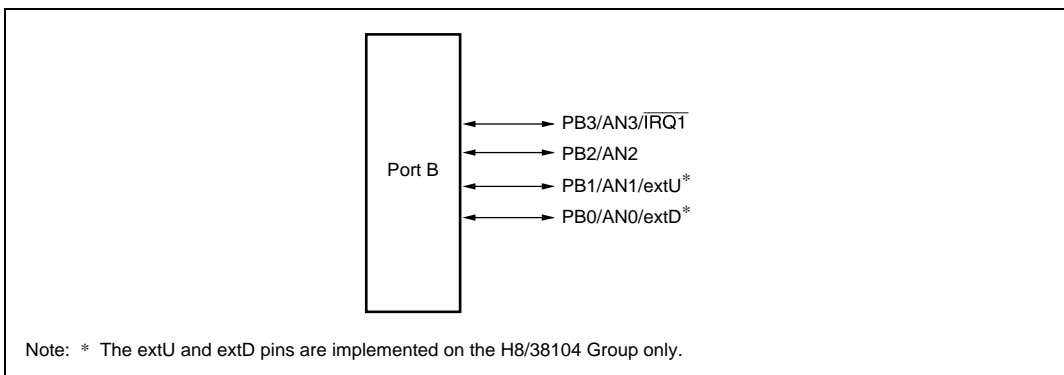 Port B
PB3/AN3/IRQ1
PB2/AN2
PB1/AN1/extU*
PB0/AN0/extD*
Note: * The extU and extD pins are implemented on the H8/38104 Group only.